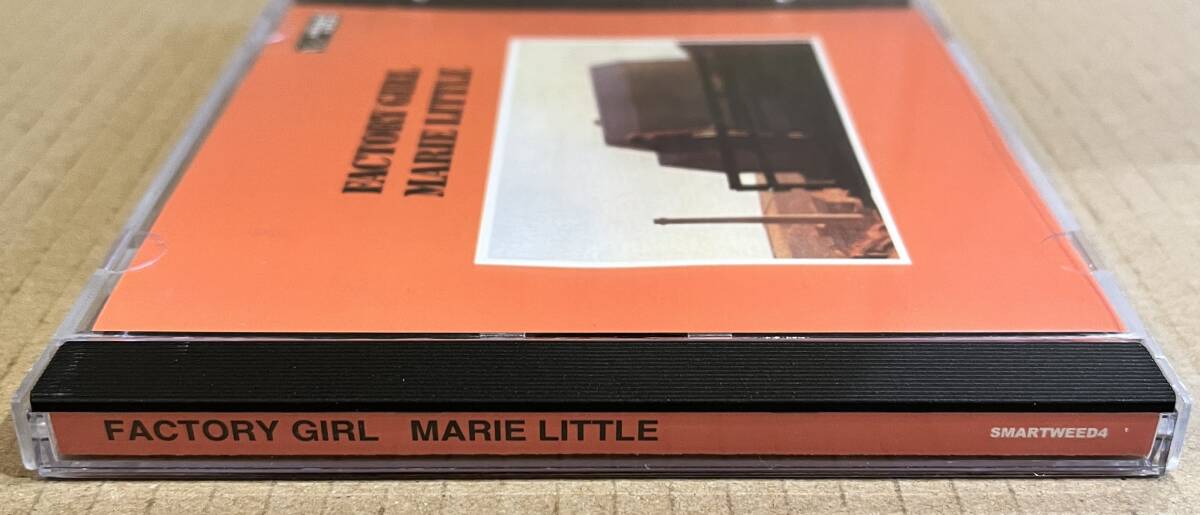 FACTORY GIRL
MARIE LITTLE
FACTORY GIRL MARIE LITTLE
SMARTWEED4